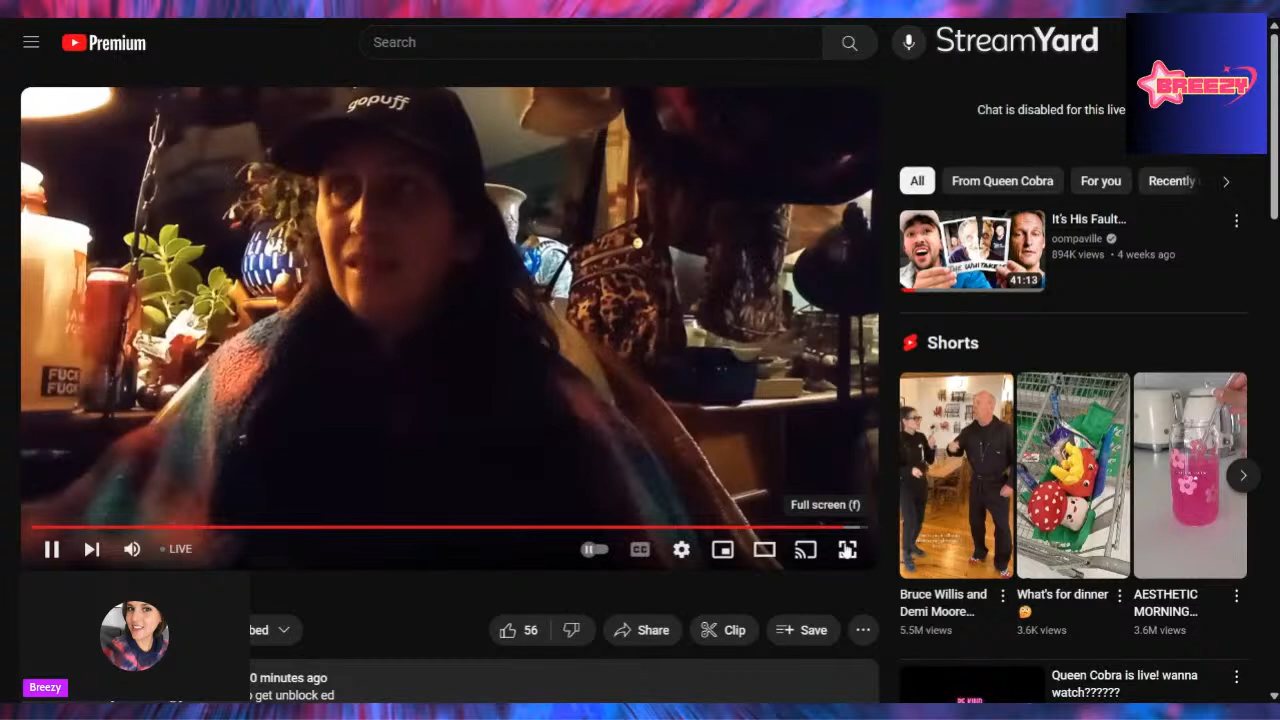 Premium
Search
StreamYard
BREEZY
Chat is disabled for this live
All
From Queen Cobra
For you
Recently
gopuff
It's His Fault...
oompaville
894K views • 4 weeks ago
41:13
Shorts
Full screen (f)
LIVE
CC
Bruce Willis and
Demi Moore...
5.5M views
What's for dinner
🤔
3.6K views
AESTHETIC
MORNING...
3.6M views
bed
56
Share
Clip
Save
0 minutes ago
get unblock ed
Breezy
Queen Cobra is live! wanna
watch??????